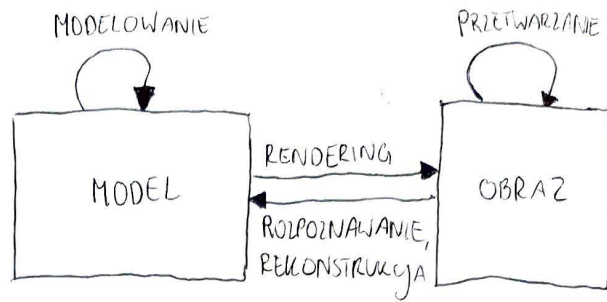 MODELOWANIE
PRZETWARZANIE
MODEL
RENDERING
ROZPOZNAWANIE,
REKONSTRUKCJA
OBRAZ